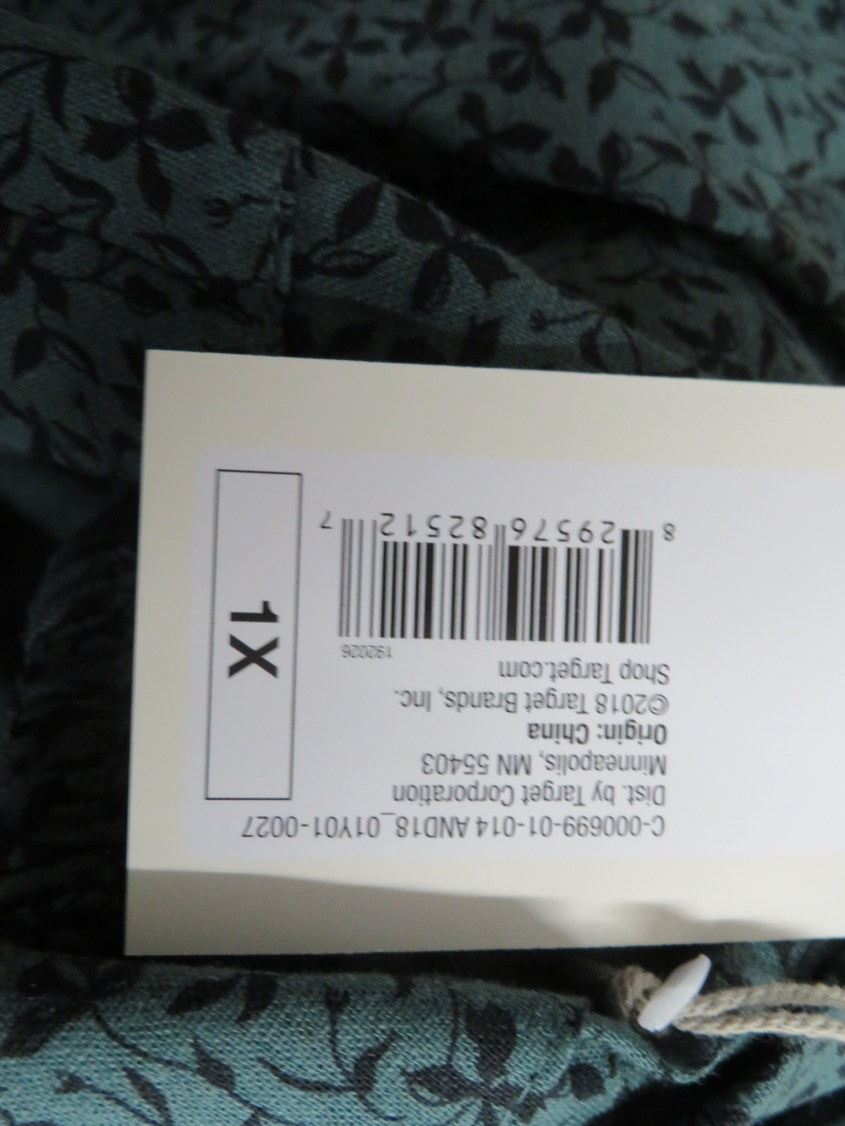 C-000699-01-014 AND18_01Y01-0027
Dist. by Target Corporation
Minneapolis, MN 55403
Origin: China
©2018 Target Brands, Inc.
Shop Target.com
192026
8 29576 82512 7
1X